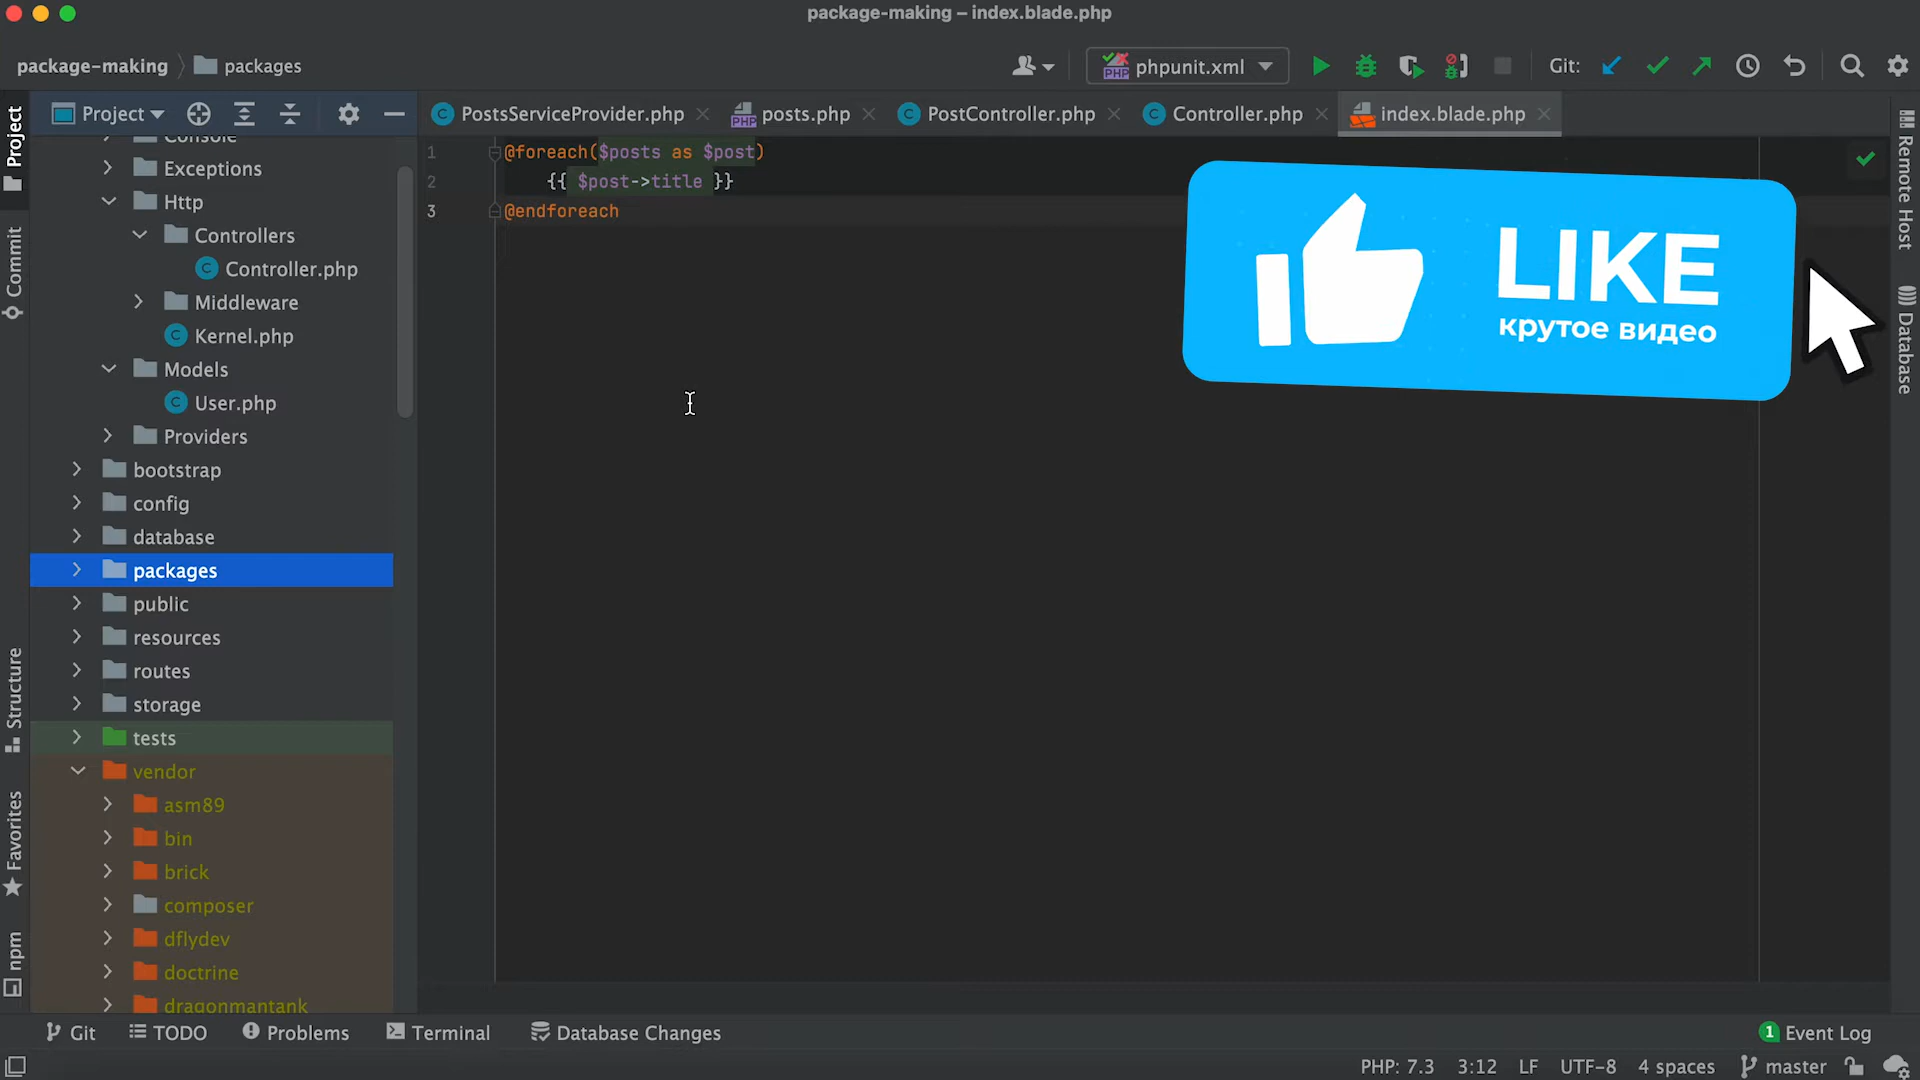 package-making – index.blade.php
package-making
packages
phpunit.xml
Git:
Project
PostsServiceProvider.php
posts.php
PostController.php
Controller.php
index.blade.php
Project
Commit
Structure
Favorites
npm
Console
Exceptions
Http
Controllers
Controller.php
Middleware
Kernel.php
Models
User.php
Providers
bootstrap
config
database
packages
public
resources
routes
storage
tests
vendor
asm89
bin
brick
composer
dflydev
doctrine
dragonmantank
1 @foreach($posts as $post)
2 {{ $post->title }}
3 @endforeach
LIKE
крутое видео
Remote Host
Database
Git
TODO
Problems
Terminal
Database Changes
1 Event Log
PHP: 7.3
3:12
LF
UTF-8
4 spaces
master